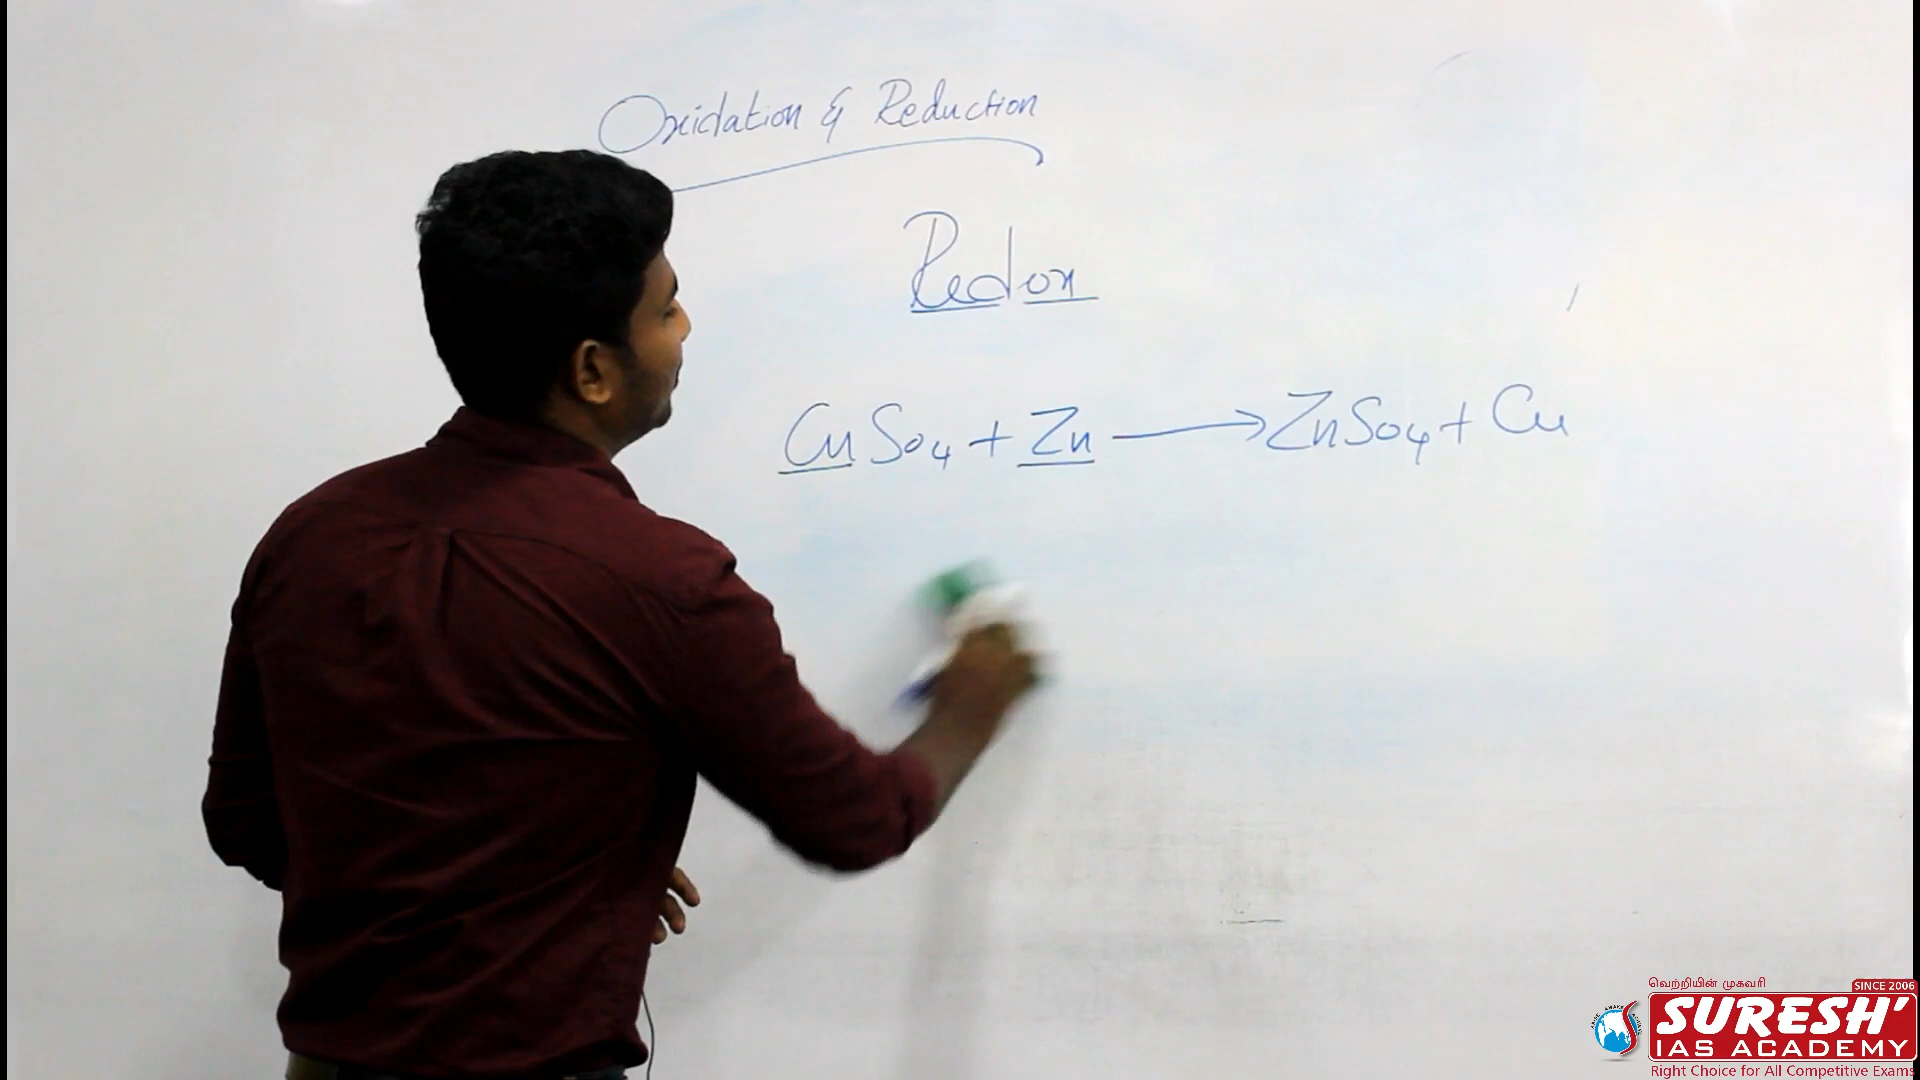 Oxidation & Reduction
Redox
CuSo₄ + Zn → ZnSo₄ + Cu
வெற்றியின் முகவரி
SINCE 2006
SURESH'
IAS ACADEMY
Right Choice for All Competitive Exams